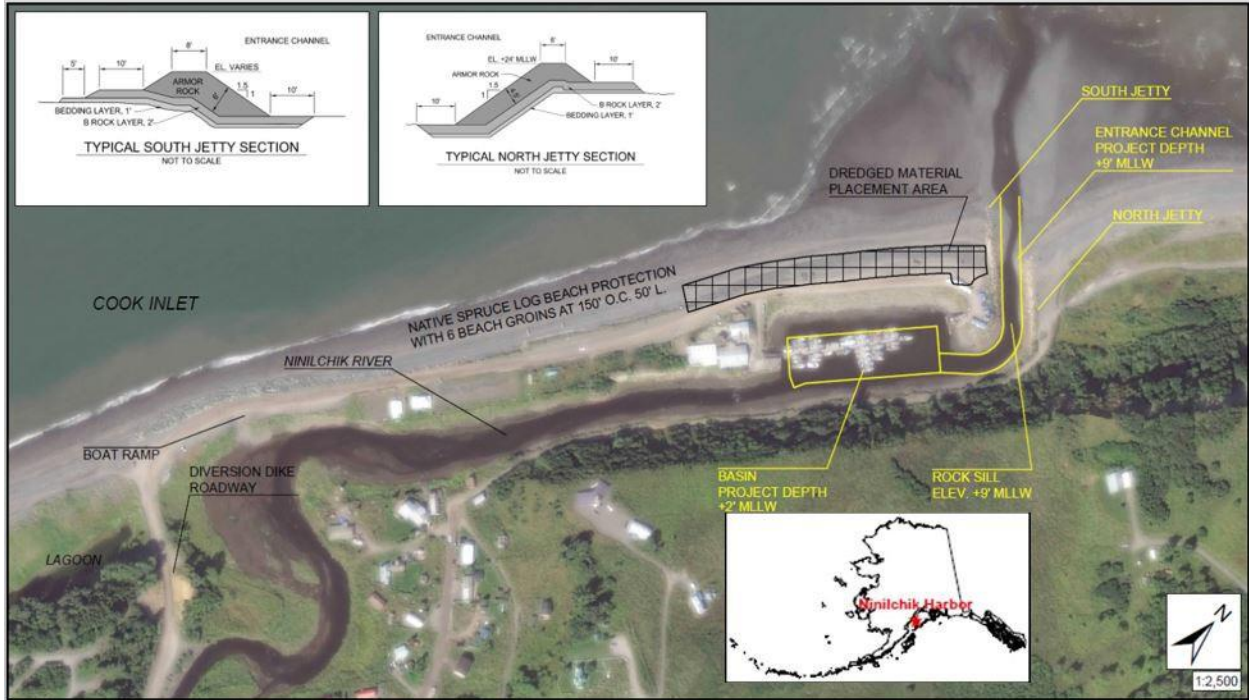 8'
ENTRANCE CHANNEL
5'
10'
EL. VARIES
ARMOR
ROCK
1.5
1
10'
BEDDING LAYER, 1'
B ROCK LAYER, 2'
TYPICAL SOUTH JETTY SECTION
NOT TO SCALE
ENTRANCE CHANNEL
6'
EL. +24' MLLW
10'
ARMOR ROCK
1.5
1
4.5'
10'
B ROCK LAYER, 2'
BEDDING LAYER, 1'
TYPICAL NORTH JETTY SECTION
NOT TO SCALE
SOUTH JETTY
ENTRANCE CHANNEL
PROJECT DEPTH
+9' MLLW
DREDGED MATERIAL
PLACEMENT AREA
NORTH JETTY
NATIVE SPRUCE LOG BEACH PROTECTION
WITH 6 BEACH GROINS AT 150' O.C. 50' L.
COOK INLET
NINILCHIK RIVER
BOAT RAMP
DIVERSION DIKE
ROADWAY
LAGOON
BASIN
PROJECT DEPTH
+2' MLLW
ROCK SILL
ELEV. +9' MLLW
Ninilchik Harbor
N
1:2,500